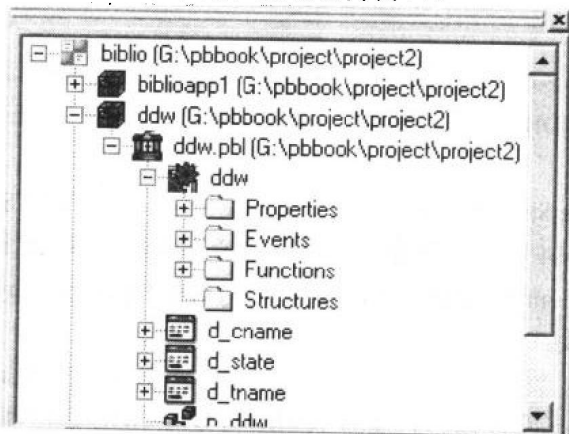 biblio (G:\pbbook\project\project2)
biblioapp1 (G:\pbbook\project\project2)
ddw (G:\pbbook\project\project2)
ddw.pbl (G:\pbbook\project\project2)
ddw
Properties
Events
Functions
Structures
d_cname
d_state
d_tname
p_ddw